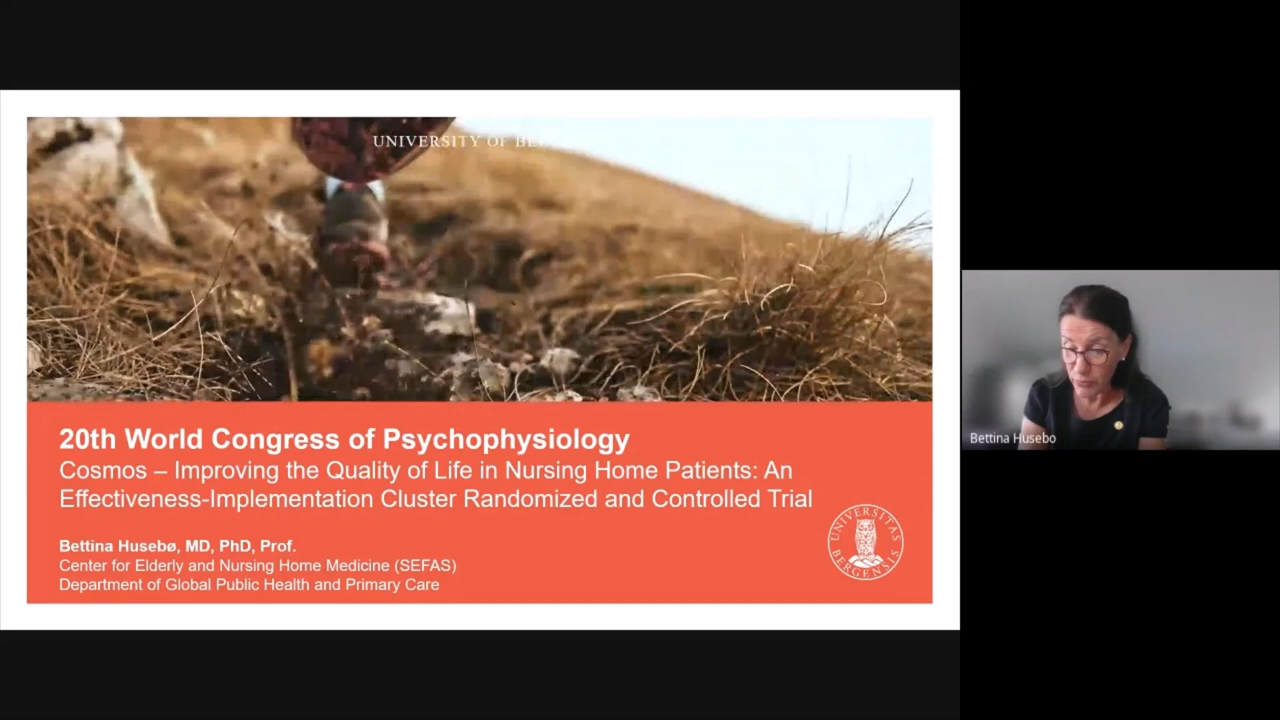 UNIVERSITY OF
20th World Congress of Psychophysiology
Cosmos – Improving the Quality of Life in Nursing Home Patients: An
Effectiveness-Implementation Cluster Randomized and Controlled Trial
Bettina Husebø, MD, PhD, Prof.
Center for Elderly and Nursing Home Medicine (SEFAS)
Department of Global Public Health and Primary Care
UNIVERSITAS
BERGENSIS
Bettina Husebo